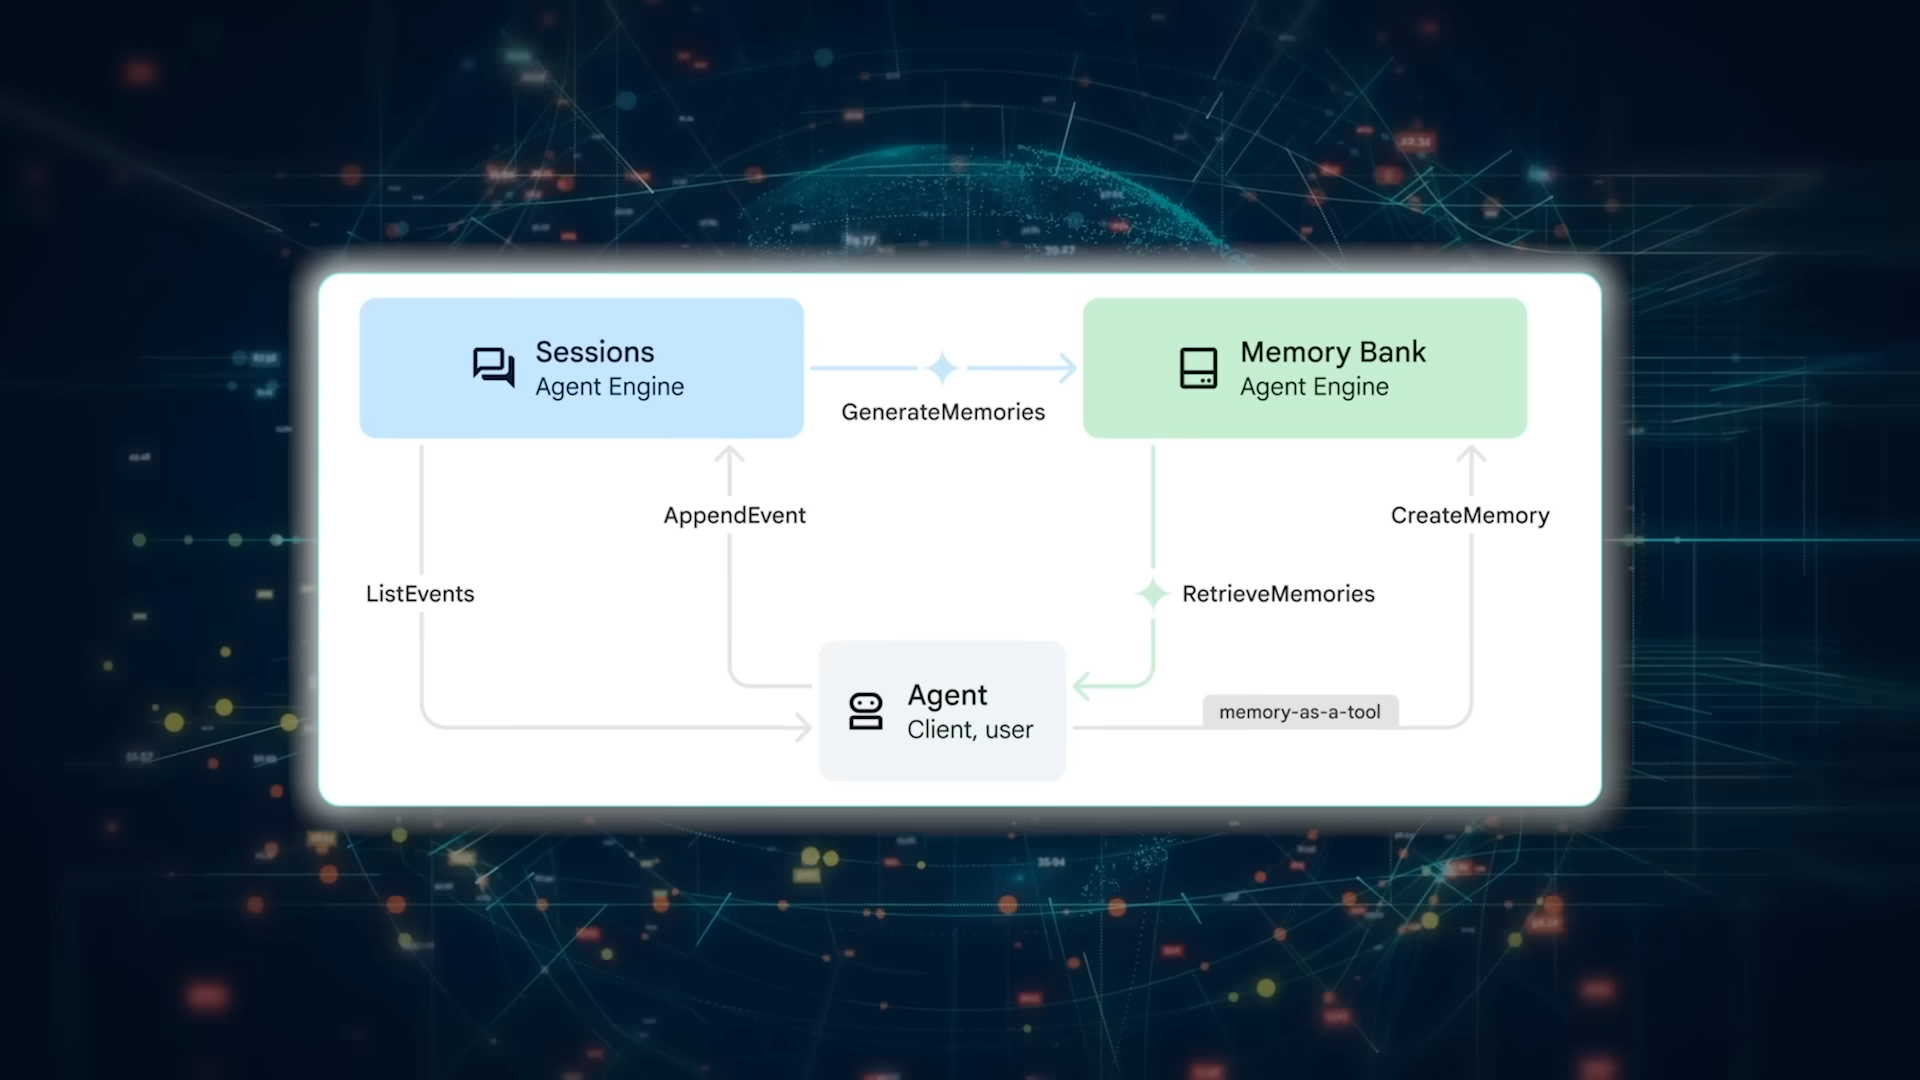 Sessions
Agent Engine
GenerateMemories
Memory Bank
Agent Engine
AppendEvent
CreateMemory
ListEvents
RetrieveMemories
Agent
Client, user
memory-as-a-tool